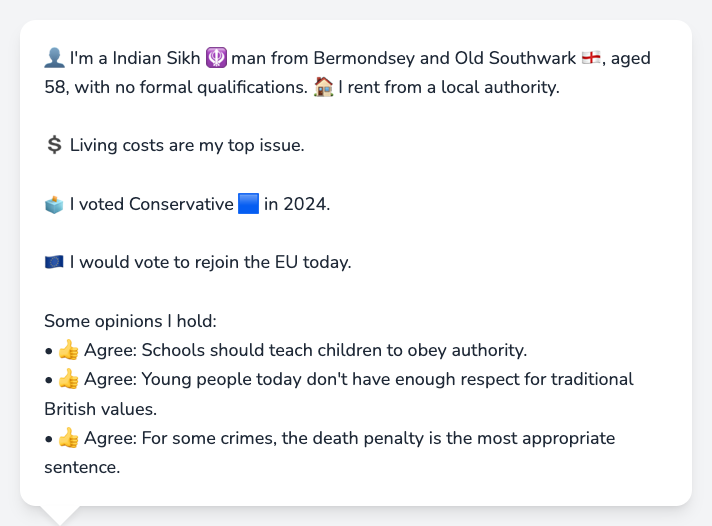 👤 I'm a Indian Sikh 🪯 man from Bermondsey and Old Southwark 🏴󠁧󠁢󠁥󠁮󠁧󠁿, aged
58, with no formal qualifications. 🏠 I rent from a local authority.
💲 Living costs are my top issue.
🗳️ I voted Conservative 🟦 in 2024.
🇪🇺 I would vote to rejoin the EU today.
Some opinions I hold:
• 👍 Agree: Schools should teach children to obey authority.
• 👍 Agree: Young people today don't have enough respect for traditional
British values.
• 👍 Agree: For some crimes, the death penalty is the most appropriate
sentence.